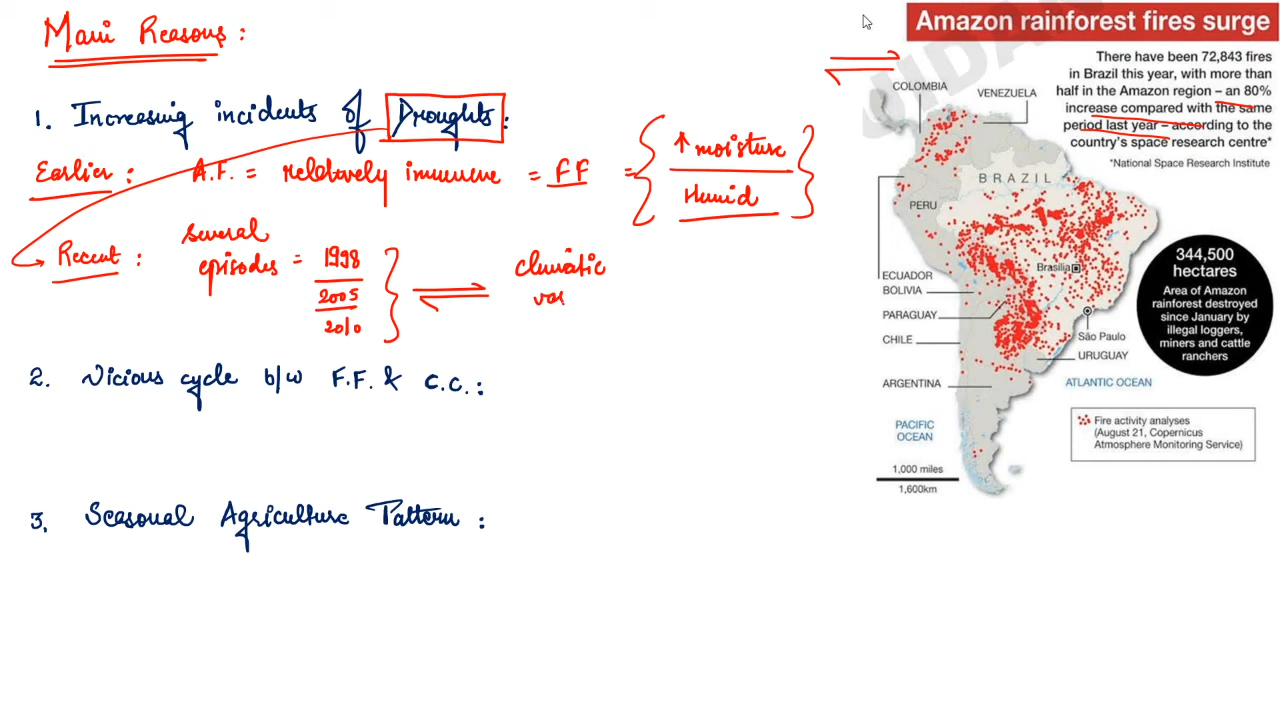 Main Reasons :
1. Increasing incidents of Droughts :
Earlier : A.F. = relatively immune = FF = { ↑ moisture
Humid }
Recent : several
episodes = 1998
2005
2010
climatic
var
2. Vicious cycle b/w F.F. & C.C. :
3. Seasonal Agriculture Pattern :
Amazon rainforest fires surge
There have been 72,843 fires
in Brazil this year, with more than
half in the Amazon region – an 80%
increase compared with the same
period last year – according to the
country's space research centre*
*National Space Research Institute
COLOMBIA
VENEZUELA
BRAZIL
PERU
ECUADOR
BOLIVIA
PARAGUAY
CHILE
ARGENTINA
Brasilia
São Paulo
URUGUAY
ATLANTIC OCEAN
PACIFIC
OCEAN
344,500
hectares
Area of Amazon
rainforest destroyed
since January by
illegal loggers,
miners and cattle
ranchers
Fire activity analyses
(August 21, Copernicus
Atmosphere Monitoring Service)
1,000 miles
1,600km